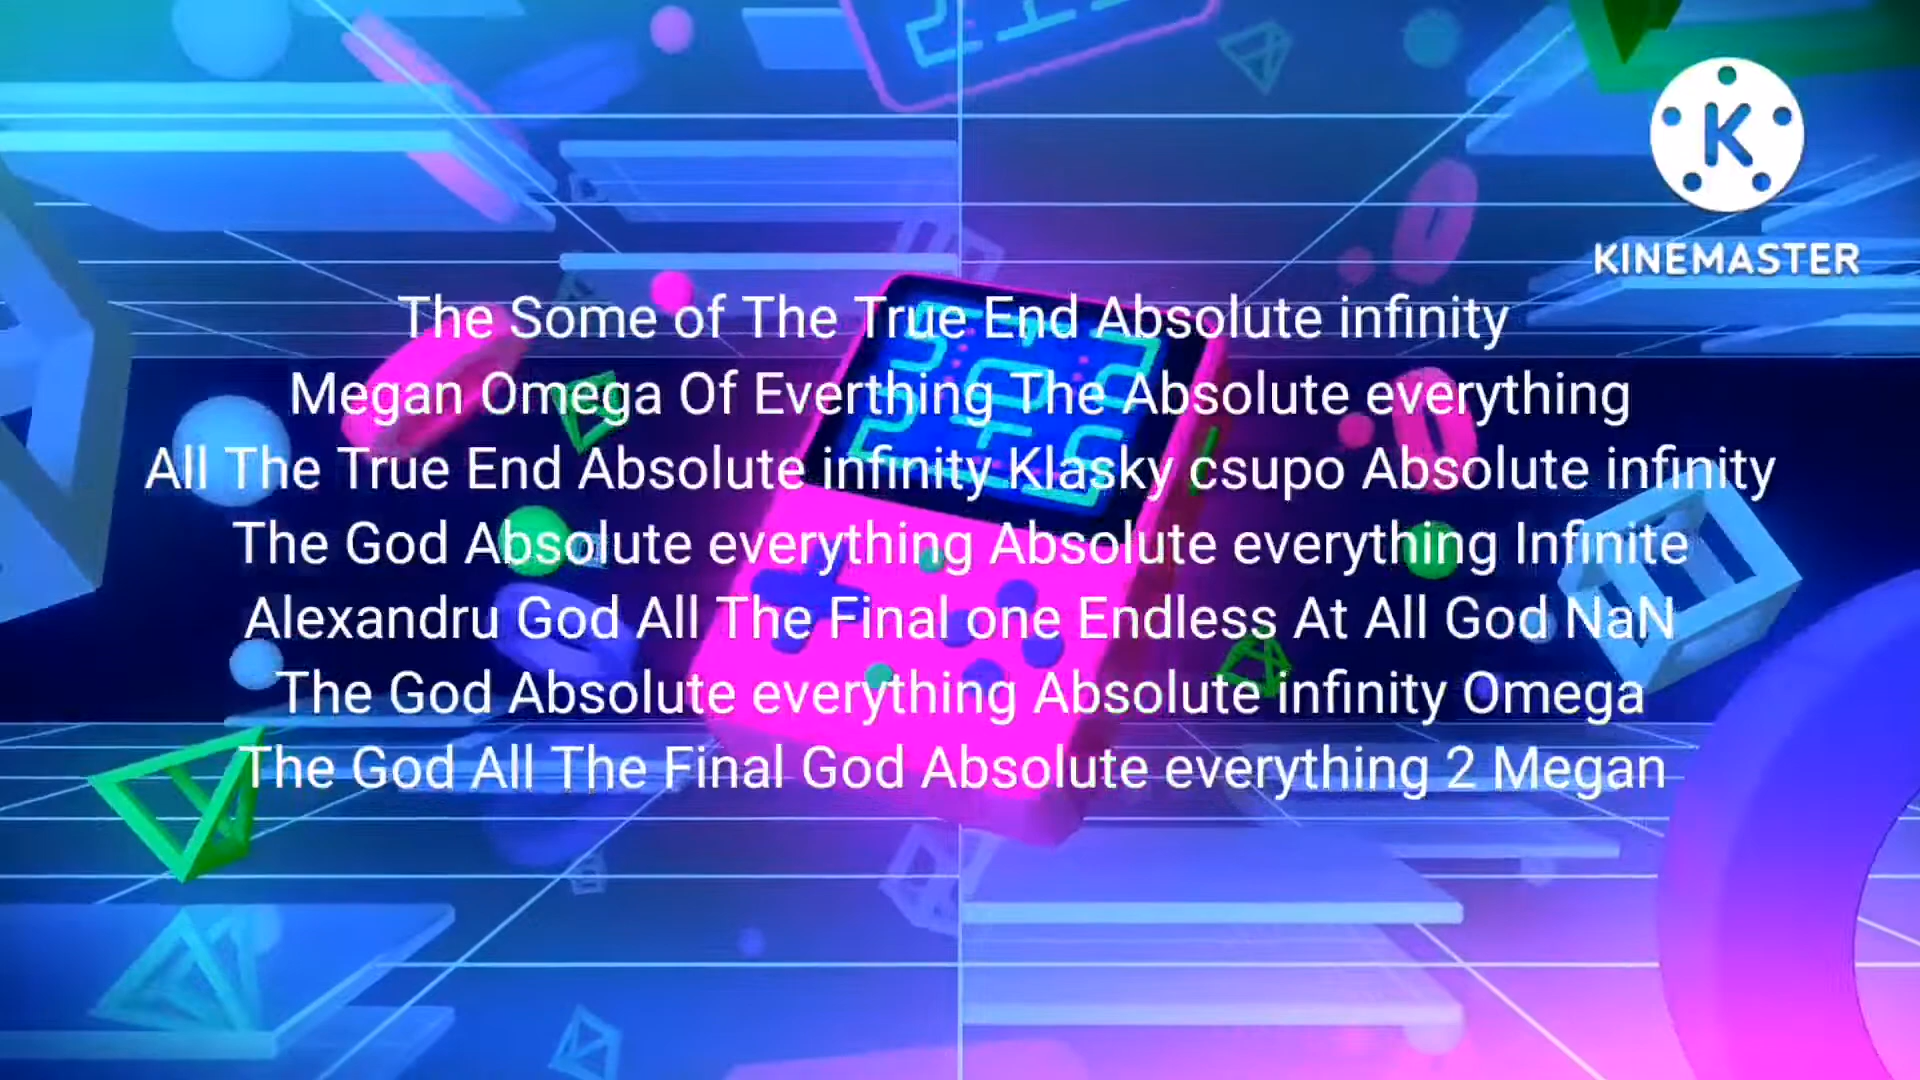 K
KINEMASTER
The Some of The True End Absolute infinity
Megan Omega Of Everthing The Absolute everything
All The True End Absolute infinity Klasky csupo Absolute infinity
The God Absolute everything Absolute everything Infinite
Alexandru God All The Final one Endless At All God NaN
The God Absolute everything Absolute infinity Omega
The God All The Final God Absolute everything 2 Megan